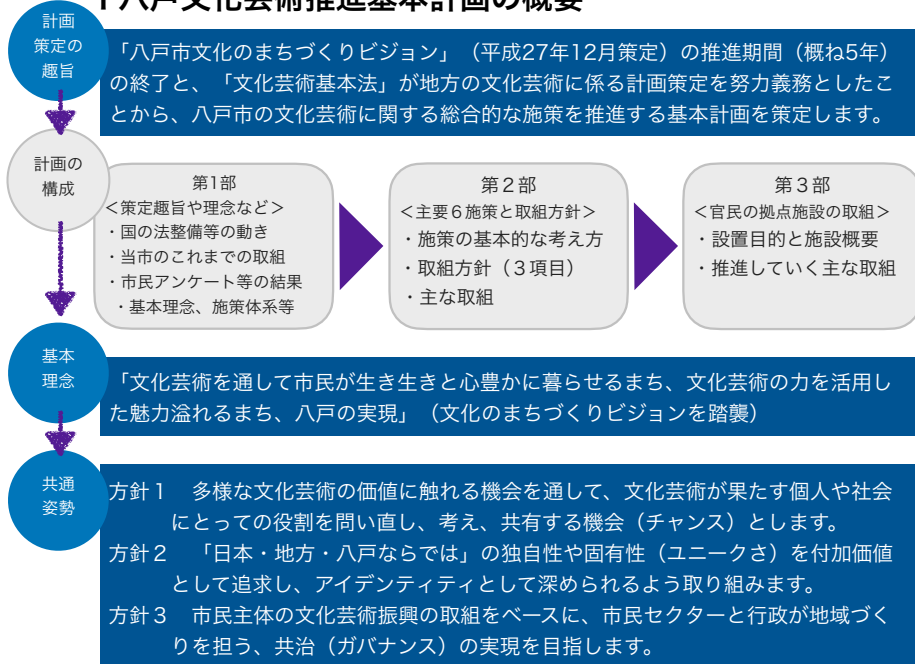 八戸文化芸術推進基本計画の概要
計画
策定の
趣旨
「八戸市文化のまちづくりビジョン」（平成27年12月策定）の推進期間（概ね5年）
の終了と、「文化芸術基本法」が地方の文化芸術に係る計画策定を努力義務としたこ
とから、八戸市の文化芸術に関する総合的な施策を推進する基本計画を策定します。
計画の
構成
第1部
<策定趣旨や理念など>
・国の法整備等の動き
・当市のこれまでの取組
・市民アンケート等の結果
・基本理念、施策体系等
第２部
<主要６施策と取組方針>
・施策の基本的な考え方
・取組方針（３項目）
・主な取組
第３部
<官民の拠点施設の取組>
・設置目的と施設概要
・推進していく主な取組
基本
理念
「文化芸術を通して市民が生き生きと心豊かに暮らせるまち、文化芸術の力を活用し
た魅力溢れるまち、八戸の実現」（文化のまちづくりビジョンを踏襲）
共通
姿勢
方針１　多様な文化芸術の価値に触れる機会を通して、文化芸術が果たす個人や社会
にとっての役割を問い直し、考え、共有する機会（チャンス）とします。
方針２　「日本・地方・八戸ならでは」の独自性や固有性（ユニークさ）を付加価値
として追求し、アイデンティティとして深められるよう取り組みます。
方針３　市民主体の文化芸術振興の取組をベースに、市民セクターと行政が地域づく
りを担う、共治（ガバナンス）の実現を目指します。